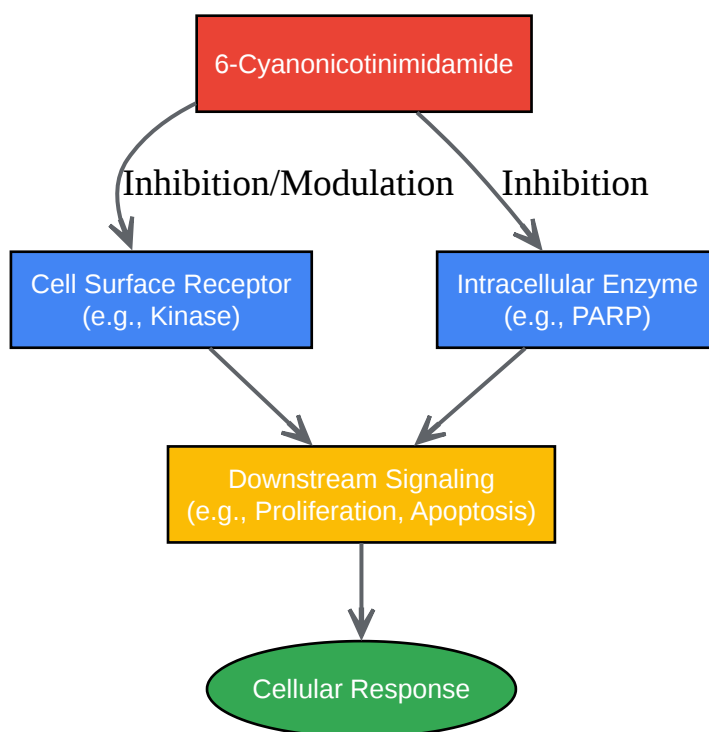 6-Cyanonicotinimidamide
Inhibition/Modulation
Inhibition
Cell Surface Receptor
(e.g., Kinase)
Intracellular Enzyme
(e.g., PARP)
Downstream Signaling
(e.g., Proliferation, Apoptosis)
Cellular Response